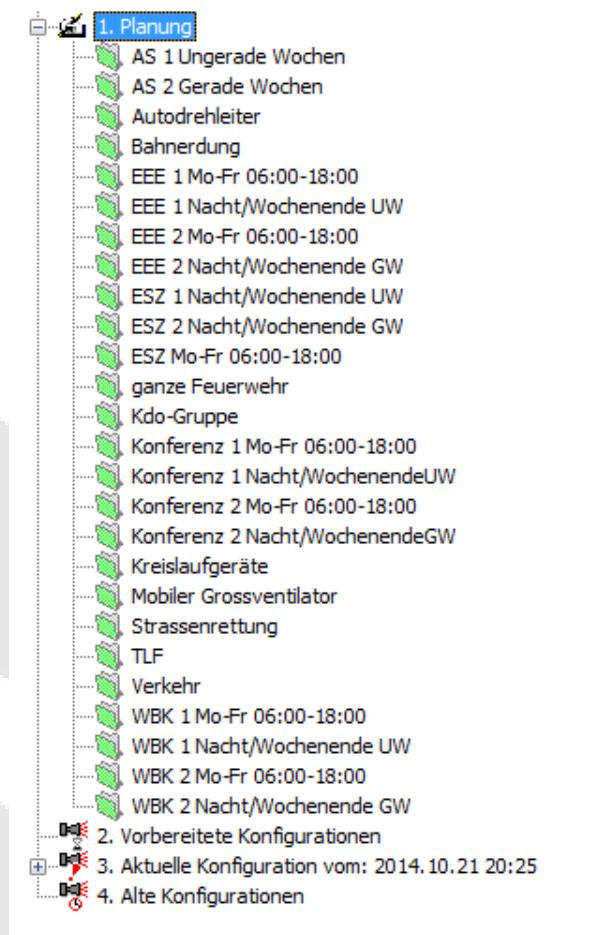 1. Planung
AS 1 Ungerade Wochen
AS 2 Gerade Wochen
Autodrehleiter
Bahnerdung
EEE 1 Mo-Fr 06:00-18:00
EEE 1 Nacht/Wochenende UW
EEE 2 Mo-Fr 06:00-18:00
EEE 2 Nacht/Wochenende GW
ESZ 1 Nacht/Wochenende UW
ESZ 2 Nacht/Wochenende GW
ESZ Mo-Fr 06:00-18:00
ganze Feuerwehr
Kdo-Gruppe
Konferenz 1 Mo-Fr 06:00-18:00
Konferenz 1 Nacht/WochenendeUW
Konferenz 2 Mo-Fr 06:00-18:00
Konferenz 2 Nacht/WochenendeGW
Kreislaufgeräte
Mobiler Grossventilator
Strassenrettung
TLF
Verkehr
WBK 1 Mo-Fr 06:00-18:00
WBK 1 Nacht/Wochenende UW
WBK 2 Mo-Fr 06:00-18:00
WBK 2 Nacht/Wochenende GW
2. Vorbereitete Konfigurationen
3. Aktuelle Konfiguration vom: 2014.10.21 20:25
4. Alte Konfigurationen